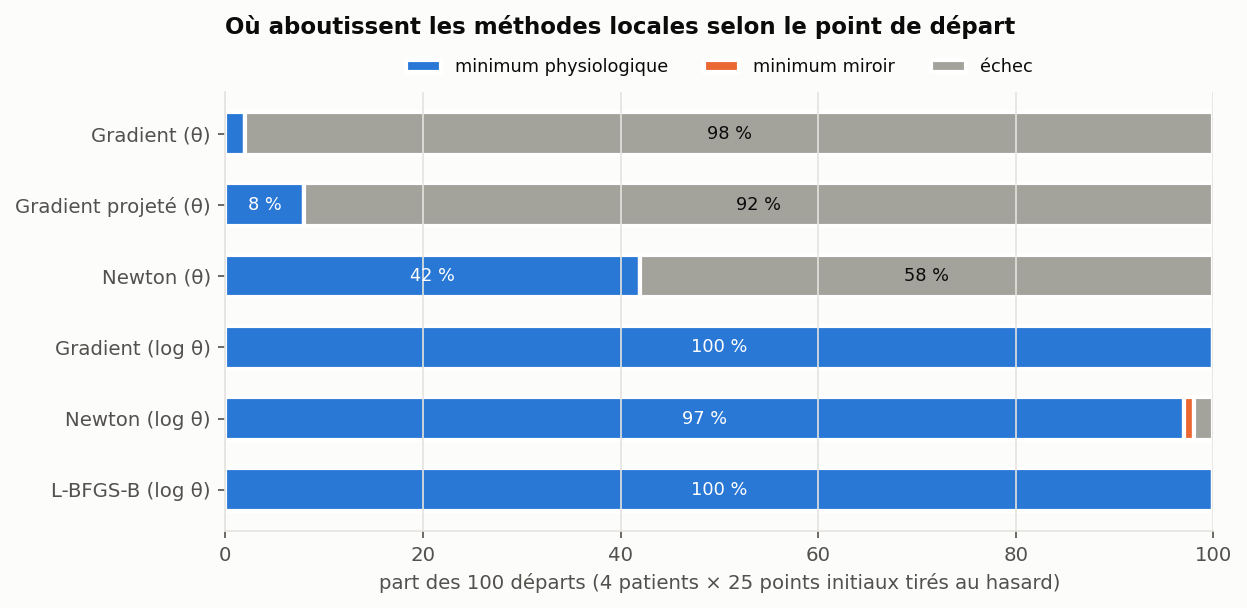 Où aboutissent les méthodes locales selon le point de départ
minimum physiologique minimum miroir échec
Gradient (θ) 98 %
Gradient projeté (θ) 8 % 92 %
Newton (θ) 42 % 58 %
Gradient (log θ) 100 %
Newton (log θ) 97 %
L-BFGS-B (log θ) 100 %
0 20 40 60 80 100
part des 100 départs (4 patients × 25 points initiaux tirés au hasard)